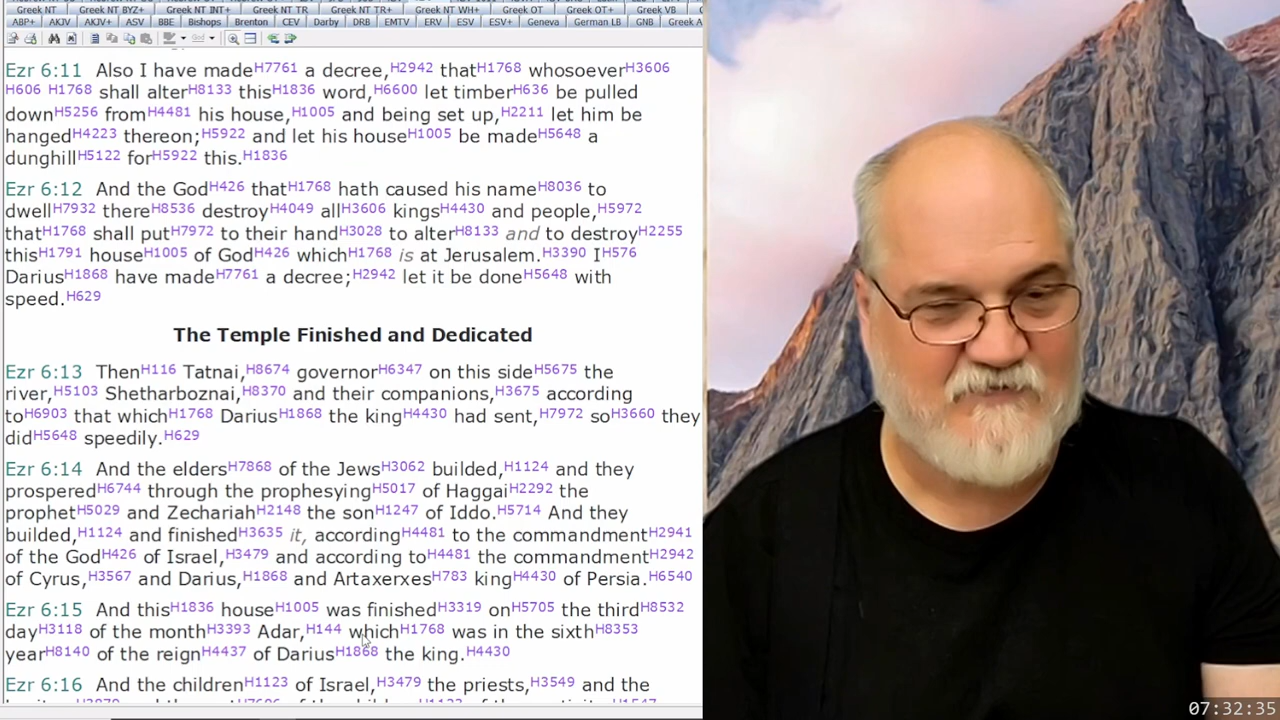 Greek NT Greek NT BYZ+ Greek NT INT+ Greek NT TR Greek NT TR+ Greek NT WH+ Greek OT Greek OT+ Greek VB
ABP+ AKJV AKJV+ ASV BBE Bishops Brenton CEV Darby DRB EMTV ERV ESV ESV+ Geneva German LB GNB Greek A
Ezr 6:11 Also I have madeH7761 a decree,H2942 thatH1768 whosoeverH3606
H606 H1768 shall alterH8133 thisH1836 word,H6600 let timberH636 be pulled
downH5256 fromH4481 his house,H1005 and being set up,H2211 let him be
hangedH4223 thereon;H5922 and let his houseH1005 be madeH5648 a
dunghillH5122 forH5922 this.H1836
Ezr 6:12 And the GodH426 thatH1768 hath caused his nameH8036 to
dwellH7932 thereH8536 destroyH4049 allH3606 kingsH4430 and people,H5972
thatH1768 shall putH7972 to their handH3028 to alterH8133 and to destroyH2255
thisH1791 houseH1005 of GodH426 whichH1768 is at Jerusalem.H3390 IH576
DariusH1868 have madeH7761 a decree;H2942 let it be doneH5648 with
speed.H629
The Temple Finished and Dedicated
Ezr 6:13 ThenH116 Tatnai,H8674 governorH6347 on this sideH5675 the
river,H5103 Shetharboznai,H8370 and their companions,H3675 according
toH6903 that whichH1768 DariusH1868 the kingH4430 had sent,H7972 soH3660 they
didH5648 speedily.H629
Ezr 6:14 And the eldersH7868 of the JewsH3062 builded,H1124 and they
prosperedH6744 through the prophesyingH5017 of HaggaiH2292 the
prophetH5029 and ZechariahH2148 the sonH1247 of Iddo.H5714 And they
builded,H1124 and finishedH3635 it, accordingH4481 to the commandmentH2941
of the GodH426 of Israel,H3479 and according toH4481 the commandmentH2942
of Cyrus,H3567 and Darius,H1868 and ArtaxerxesH783 kingH4430 of Persia.H6540
Ezr 6:15 And thisH1836 houseH1005 was finishedH3319 onH5705 the thirdH8532
dayH3118 of the monthH3393 Adar,H144 whichH1768 was in the sixthH8353
yearH8140 of the reignH4437 of DariusH1868 the king.H4430
Ezr 6:16 And the childrenH1123 of Israel,H3479 the priests,H3549 and the
07:32:35